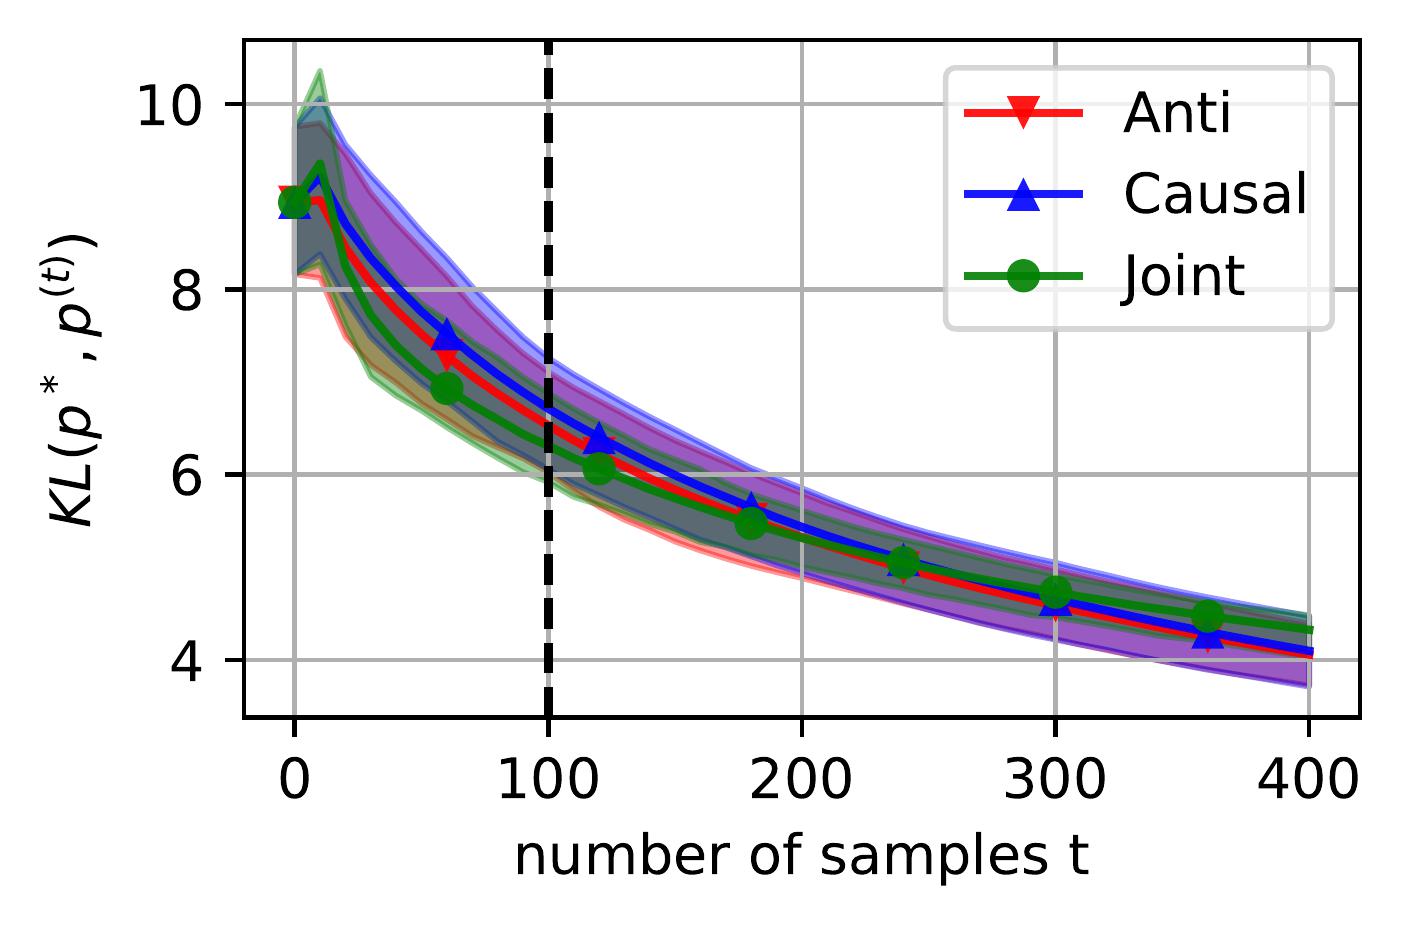 KL(p*, p(t))
10
8
6
4
Anti
Causal
Joint
0 100 200 300 400
number of samples t